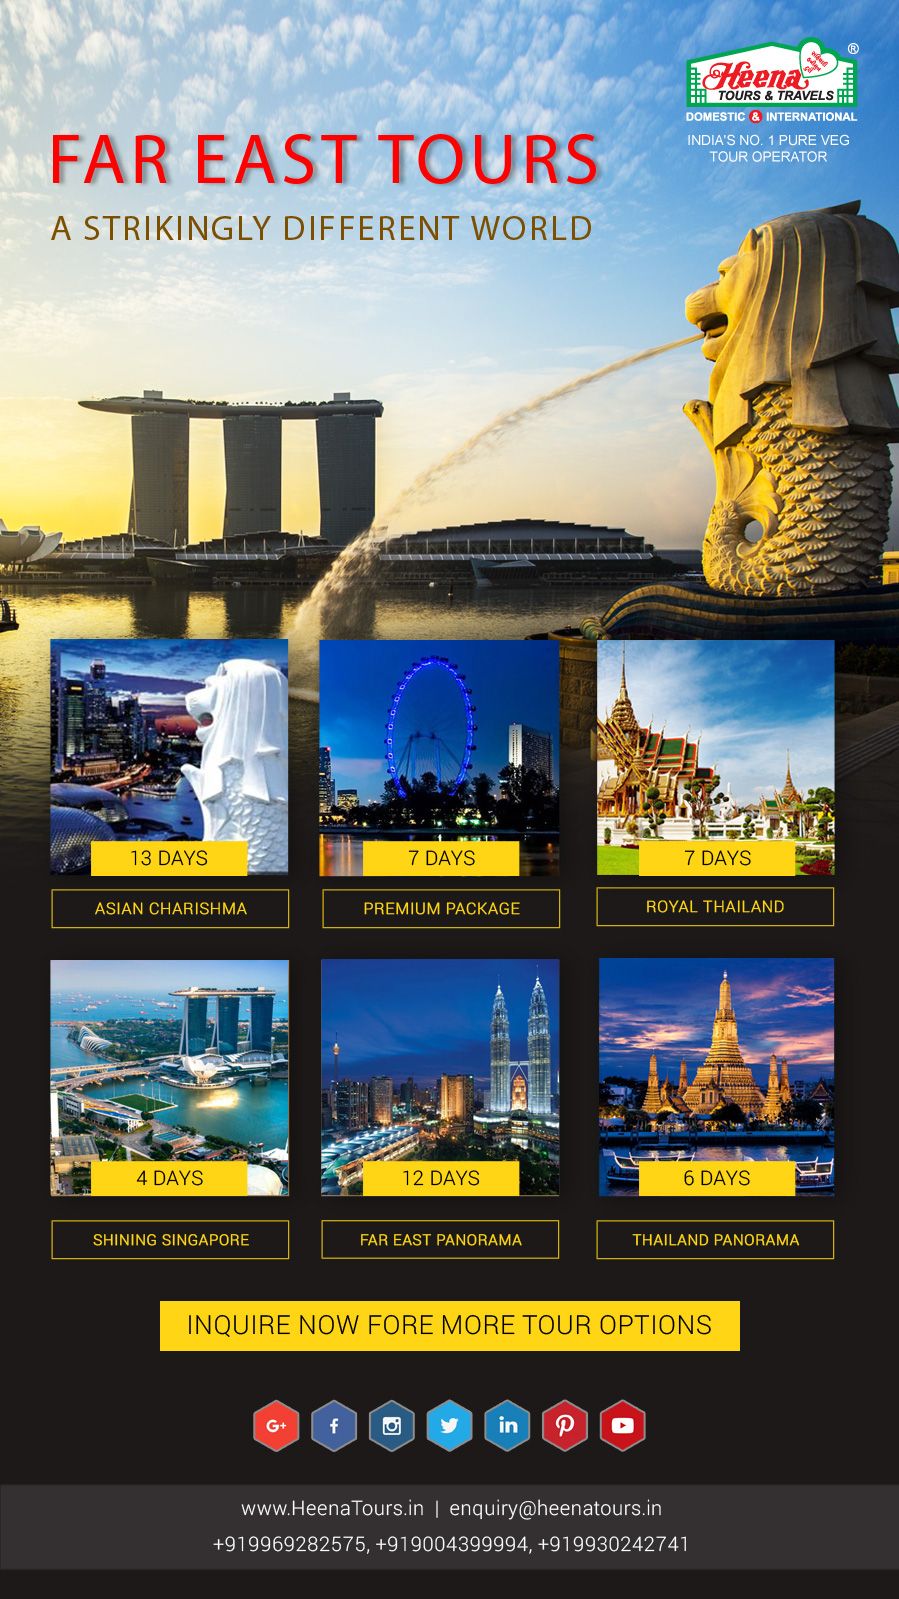 Heena
TOURS & TRAVELS
®
DOMESTIC & INTERNATIONAL
INDIA'S NO. 1 PURE VEG
TOUR OPERATOR
FAR EAST TOURS
A STRIKINGLY DIFFERENT WORLD
13 DAYS
7 DAYS
7 DAYS
ASIAN CHARISHMA
PREMIUM PACKAGE
ROYAL THAILAND
4 DAYS
12 DAYS
6 DAYS
SHINING SINGAPORE
FAR EAST PANORAMA
THAILAND PANORAMA
INQUIRE NOW FORE MORE TOUR OPTIONS
www.HeenaTours.in | enquiry@heenatours.in
+919969282575, +919004399994, +919930242741